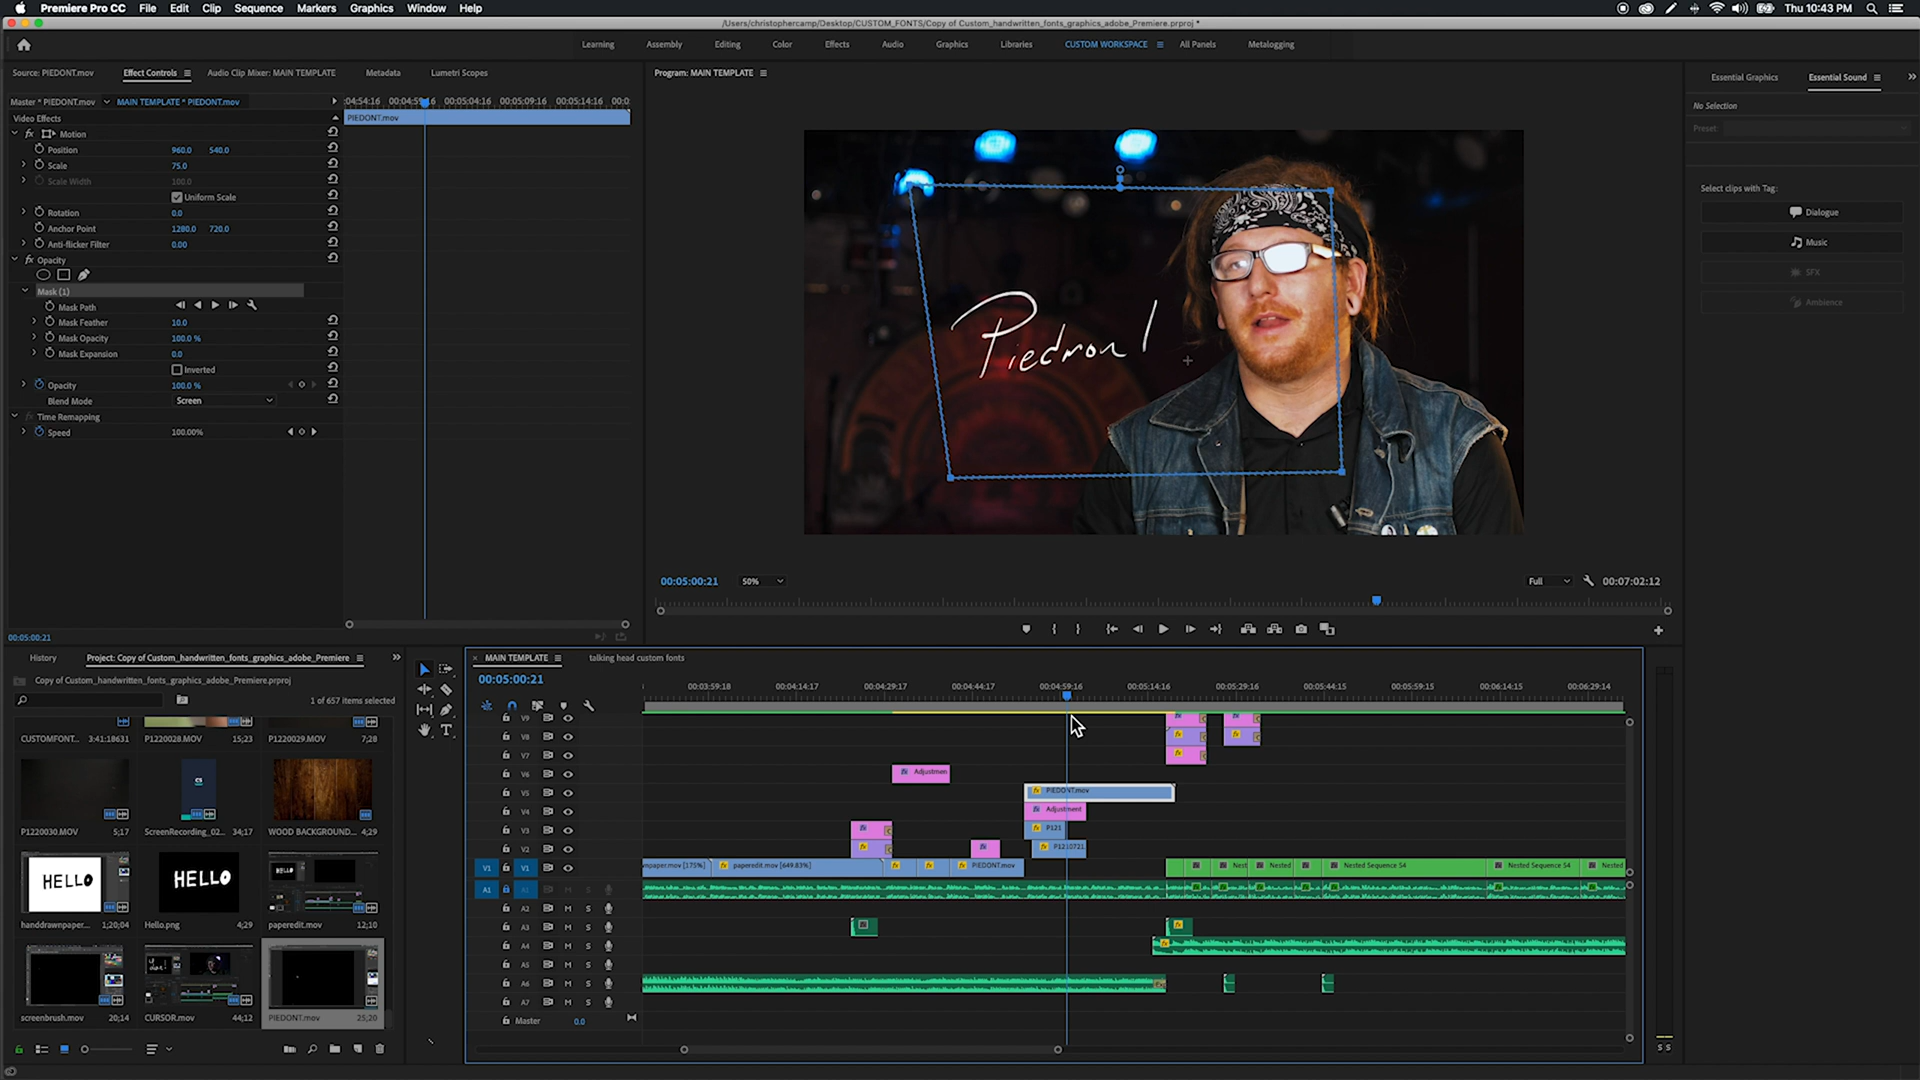 Premiere Pro CC File Edit Clip Sequence Markers Graphics Window Help Thu 10:43 PM
/Users/christophercamp/Desktop/CUSTOM_FONTS/Copy of Custom_handwritten_fonts_graphics_adobe_Premiere.prproj *
Learning Assembly Editing Color Effects Audio Graphics Libraries CUSTOM WORKSPACE All Panels Metalogging
Source: PIEDONT.mov Effect Controls Audio Clip Mixer: MAIN TEMPLATE Metadata Lumetri Scopes
Master * PIEDONT.mov MAIN TEMPLATE * PIEDONT.mov
:04:54:16 00:04:59:16 00:05:04:16 00:05:09:16 00:05:14:16 00:0
Video Effects
PIEDONT.mov
fx Motion
Position 960.0 540.0
Scale 75.0
Scale Width 100.0
Uniform Scale
Rotation 0.0
Anchor Point 1280.0 720.0
Anti-flicker Filter 0.00
fx Opacity
Mask (1)
Mask Path
Mask Feather 10.0
Mask Opacity 100.0 %
Mask Expansion 0.0
Inverted
Opacity 100.0 %
Blend Mode Screen
Time Remapping
Speed 100.00%
00:05:00:21
Program: MAIN TEMPLATE
Piedmon
00:05:00:21 50% Full 00:07:02:12
Essential Graphics Essential Sound
No Selection
Preset:
Select clips with Tag:
Dialogue
Music
SFX
Ambience
History Project: Copy of Custom_handwritten_fonts_graphics_adobe_Premiere
Copy of Custom_handwritten_fonts_graphics_adobe_Premiere.prproj
1 of 657 items selected
CUSTOMFONT... 3:41:18631 P1220028.MOV 15;23 P1220029.MOV 7;28
P1220030.MOV 5;17 ScreenRecording_02... 34;17 WOOD BACKGROUND... 4;29
HELLO HELLO
handdrawnpaper... 1;20;04 Hello.png 4;29 paperedit.mov 12;10
screenbrush.mov 20;14 CURSOR.mov 44;12 PIEDONT.mov 25;20
MAIN TEMPLATE talking head custom fonts
00:05:00:21
00:03:59:18 00:04:14:17 00:04:29:17 00:04:44:17 00:04:59:16 00:05:14:16 00:05:29:16 00:05:44:15 00:05:59:15 00:06:14:15 00:06:29:14
V9
V8
V7
V6 Adjustmen
V5 PIEDONT.mov
V4 Adjustment
V3 P121
V2 P1210721.
V1 V1 paperedit.mov [649.83%] PIEDONT.mov Nest Nested Nested Sequence 54 Nested Sequence 54 Nested
A1 A1 M S
A2 M S
A3 M S
A4 M S
A5 M S
A6 M S
A7 M S
Master 0.0
S S